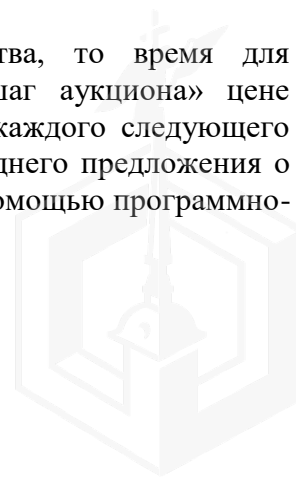 тва, то время для
шаг аукциона» цене
каждого следующего
днего предложения о
омощью программно-